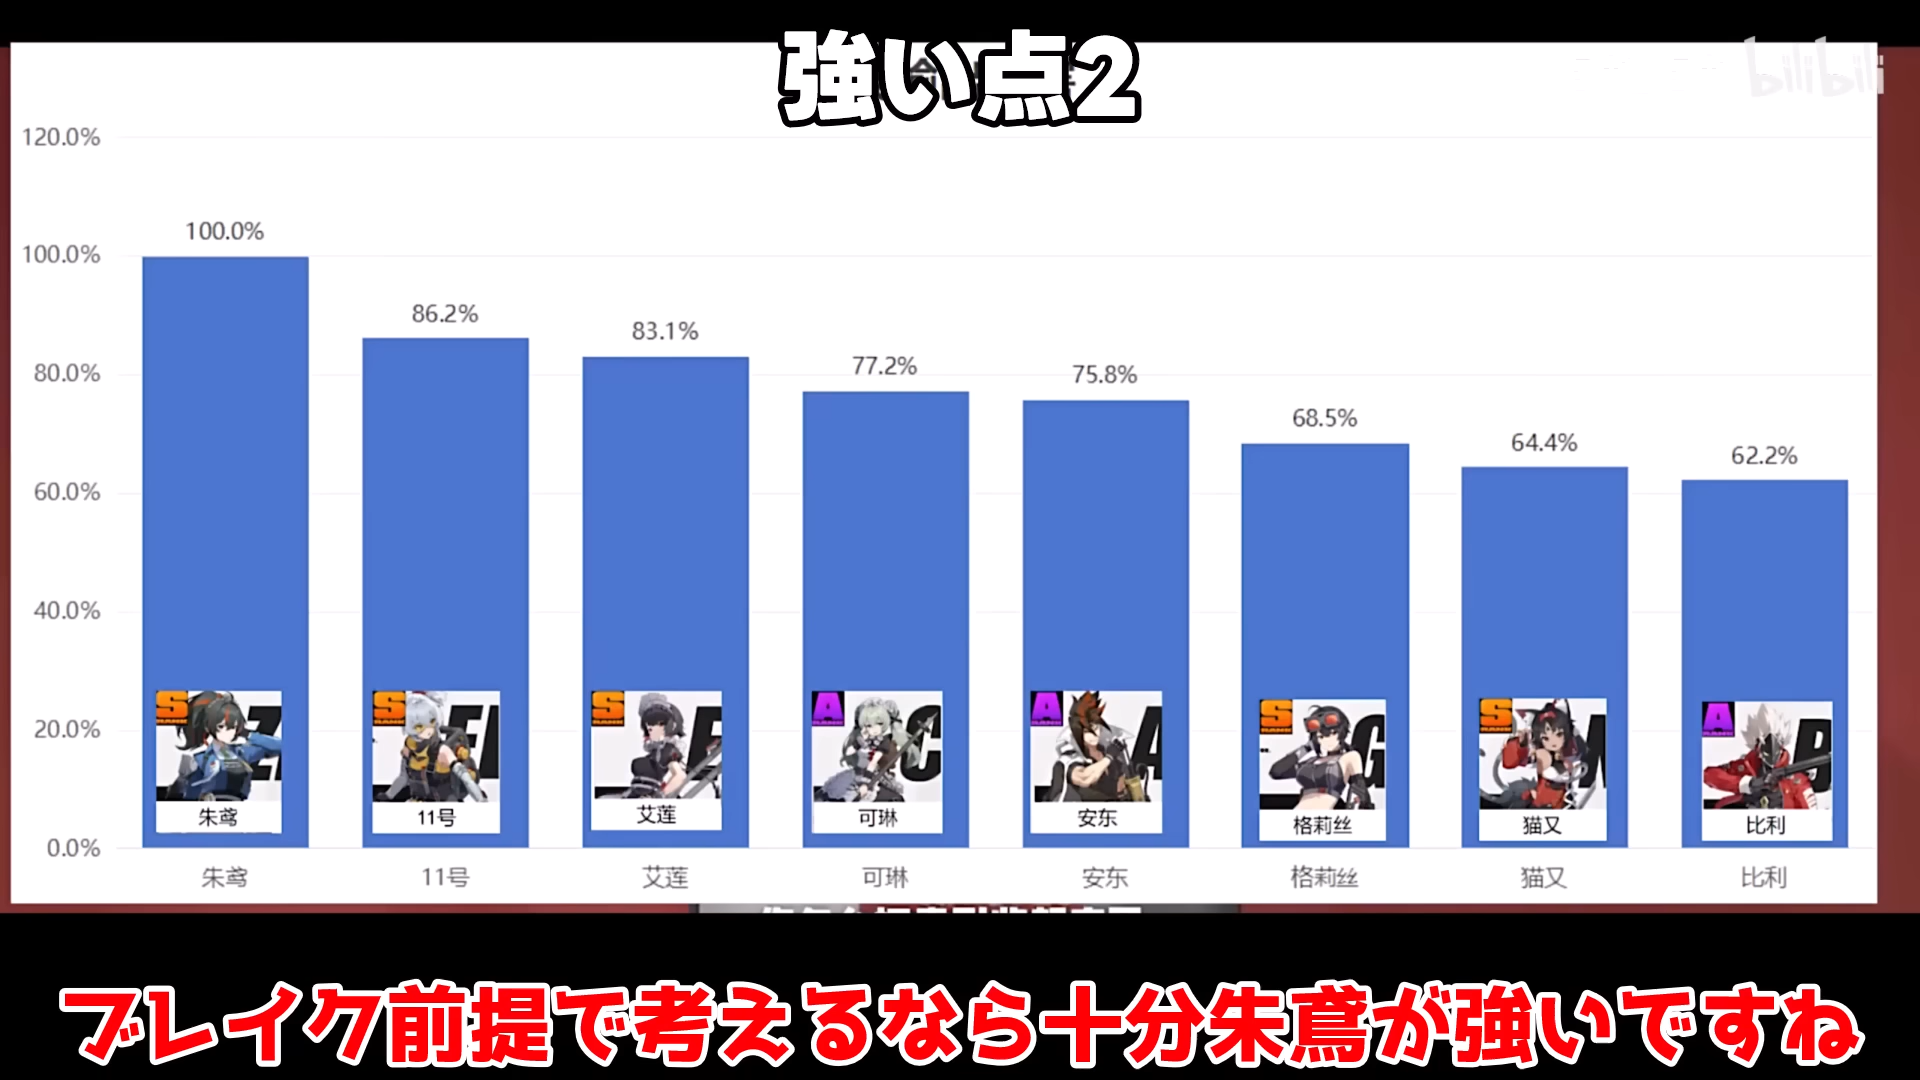 強い点2
bilibili
120.0%
100.0%
80.0%
60.0%
40.0%
20.0%
0.0%
100.0%
86.2%
83.1%
77.2%
75.8%
68.5%
64.4%
62.2%
S
S
S
A
A
S
S
A
朱鸢
11号
艾莲
可琳
安东
格莉丝
猫又
比利
朱鸢
11号
艾莲
可琳
安东
格莉丝
猫又
比利
ブレイク前提で考えるなら十分朱鳶が強いですね